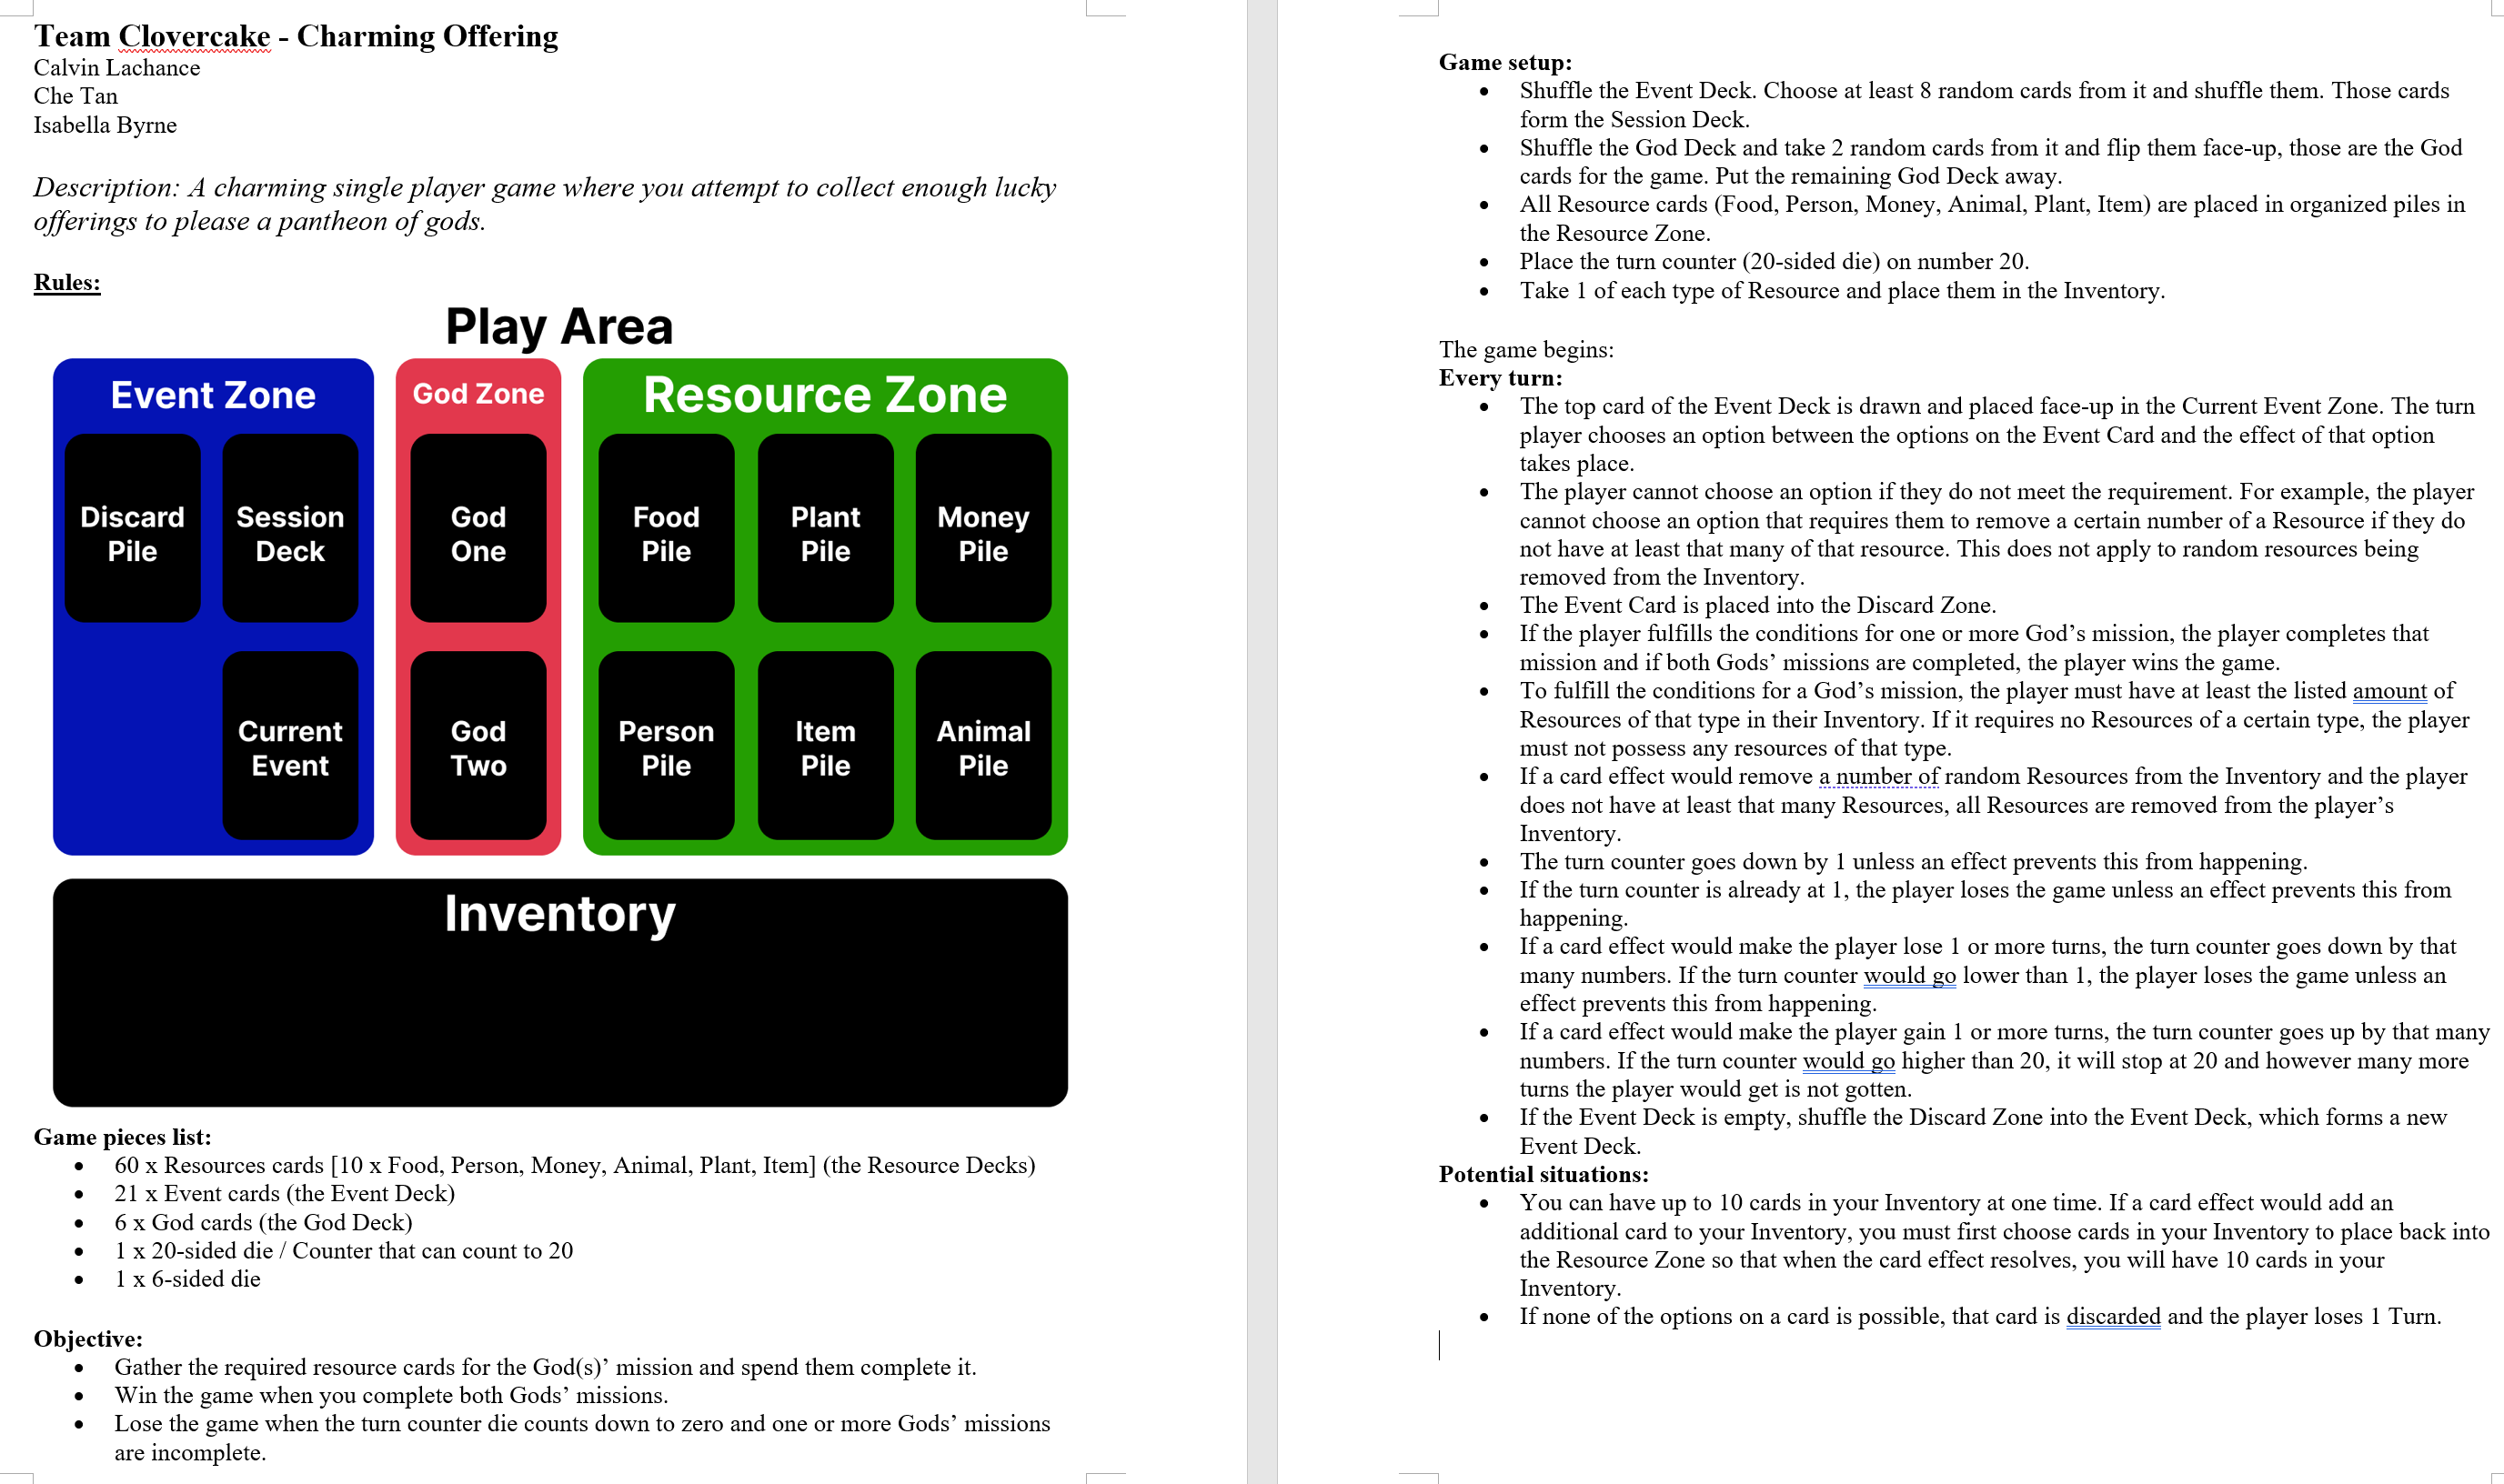 Team Clovercake - Charming Offering
Calvin Lachance
Che Tan
Isabella Byrne
Description: A charming single player game where you attempt to collect enough lucky
offerings to please a pantheon of gods.
Rules:
Play Area
Event Zone
Discard
Pile
Session
Deck
Current
Event
God Zone
God
One
God
Two
Resource Zone
Food
Pile
Plant
Pile
Money
Pile
Person
Pile
Item
Pile
Animal
Pile
Inventory
Game pieces list:
• 60 x Resources cards [10 x Food, Person, Money, Animal, Plant, Item] (the Resource Decks)
• 21 x Event cards (the Event Deck)
• 6 x God cards (the God Deck)
• 1 x 20-sided die / Counter that can count to 20
• 1 x 6-sided die
Objective:
• Gather the required resource cards for the God(s)’ mission and spend them complete it.
• Win the game when you complete both Gods’ missions.
• Lose the game when the turn counter die counts down to zero and one or more Gods’ missions
are incomplete.
Game setup:
• Shuffle the Event Deck. Choose at least 8 random cards from it and shuffle them. Those cards
form the Session Deck.
• Shuffle the God Deck and take 2 random cards from it and flip them face-up, those are the God
cards for the game. Put the remaining God Deck away.
• All Resource cards (Food, Person, Money, Animal, Plant, Item) are placed in organized piles in
the Resource Zone.
• Place the turn counter (20-sided die) on number 20.
• Take 1 of each type of Resource and place them in the Inventory.
The game begins:
Every turn:
• The top card of the Event Deck is drawn and placed face-up in the Current Event Zone. The turn
player chooses an option between the options on the Event Card and the effect of that option
takes place.
• The player cannot choose an option if they do not meet the requirement. For example, the player
cannot choose an option that requires them to remove a certain number of a Resource if they do
not have at least that many of that resource. This does not apply to random resources being
removed from the Inventory.
• The Event Card is placed into the Discard Zone.
• If the player fulfills the conditions for one or more God’s mission, the player completes that
mission and if both Gods’ missions are completed, the player wins the game.
• To fulfill the conditions for a God’s mission, the player must have at least the listed amount of
Resources of that type in their Inventory. If it requires no Resources of a certain type, the player
must not possess any resources of that type.
• If a card effect would remove a number of random Resources from the Inventory and the player
does not have at least that many Resources, all Resources are removed from the player’s
Inventory.
• The turn counter goes down by 1 unless an effect prevents this from happening.
• If the turn counter is already at 1, the player loses the game unless an effect prevents this from
happening.
• If a card effect would make the player lose 1 or more turns, the turn counter goes down by that
many numbers. If the turn counter would go lower than 1, the player loses the game unless an
effect prevents this from happening.
• If a card effect would make the player gain 1 or more turns, the turn counter goes up by that many
numbers. If the turn counter would go higher than 20, it will stop at 20 and however many more
turns the player would get is not gotten.
• If the Event Deck is empty, shuffle the Discard Zone into the Event Deck, which forms a new
Event Deck.
Potential situations:
• You can have up to 10 cards in your Inventory at one time. If a card effect would add an
additional card to your Inventory, you must first choose cards in your Inventory to place back into
the Resource Zone so that when the card effect resolves, you will have 10 cards in your
Inventory.
• If none of the options on a card is possible, that card is discarded and the player loses 1 Turn.